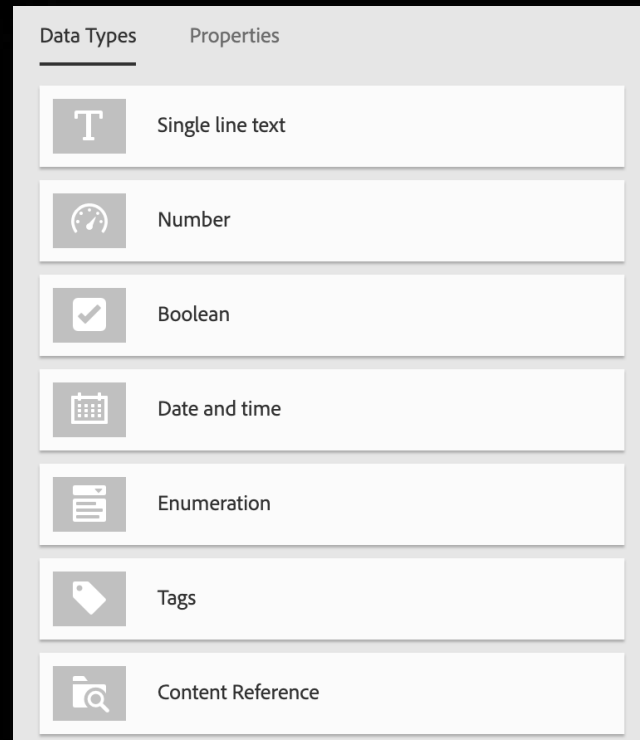 Data Types Properties
Single line text
Number
Boolean
Date and time
Enumeration
Tags
Content Reference